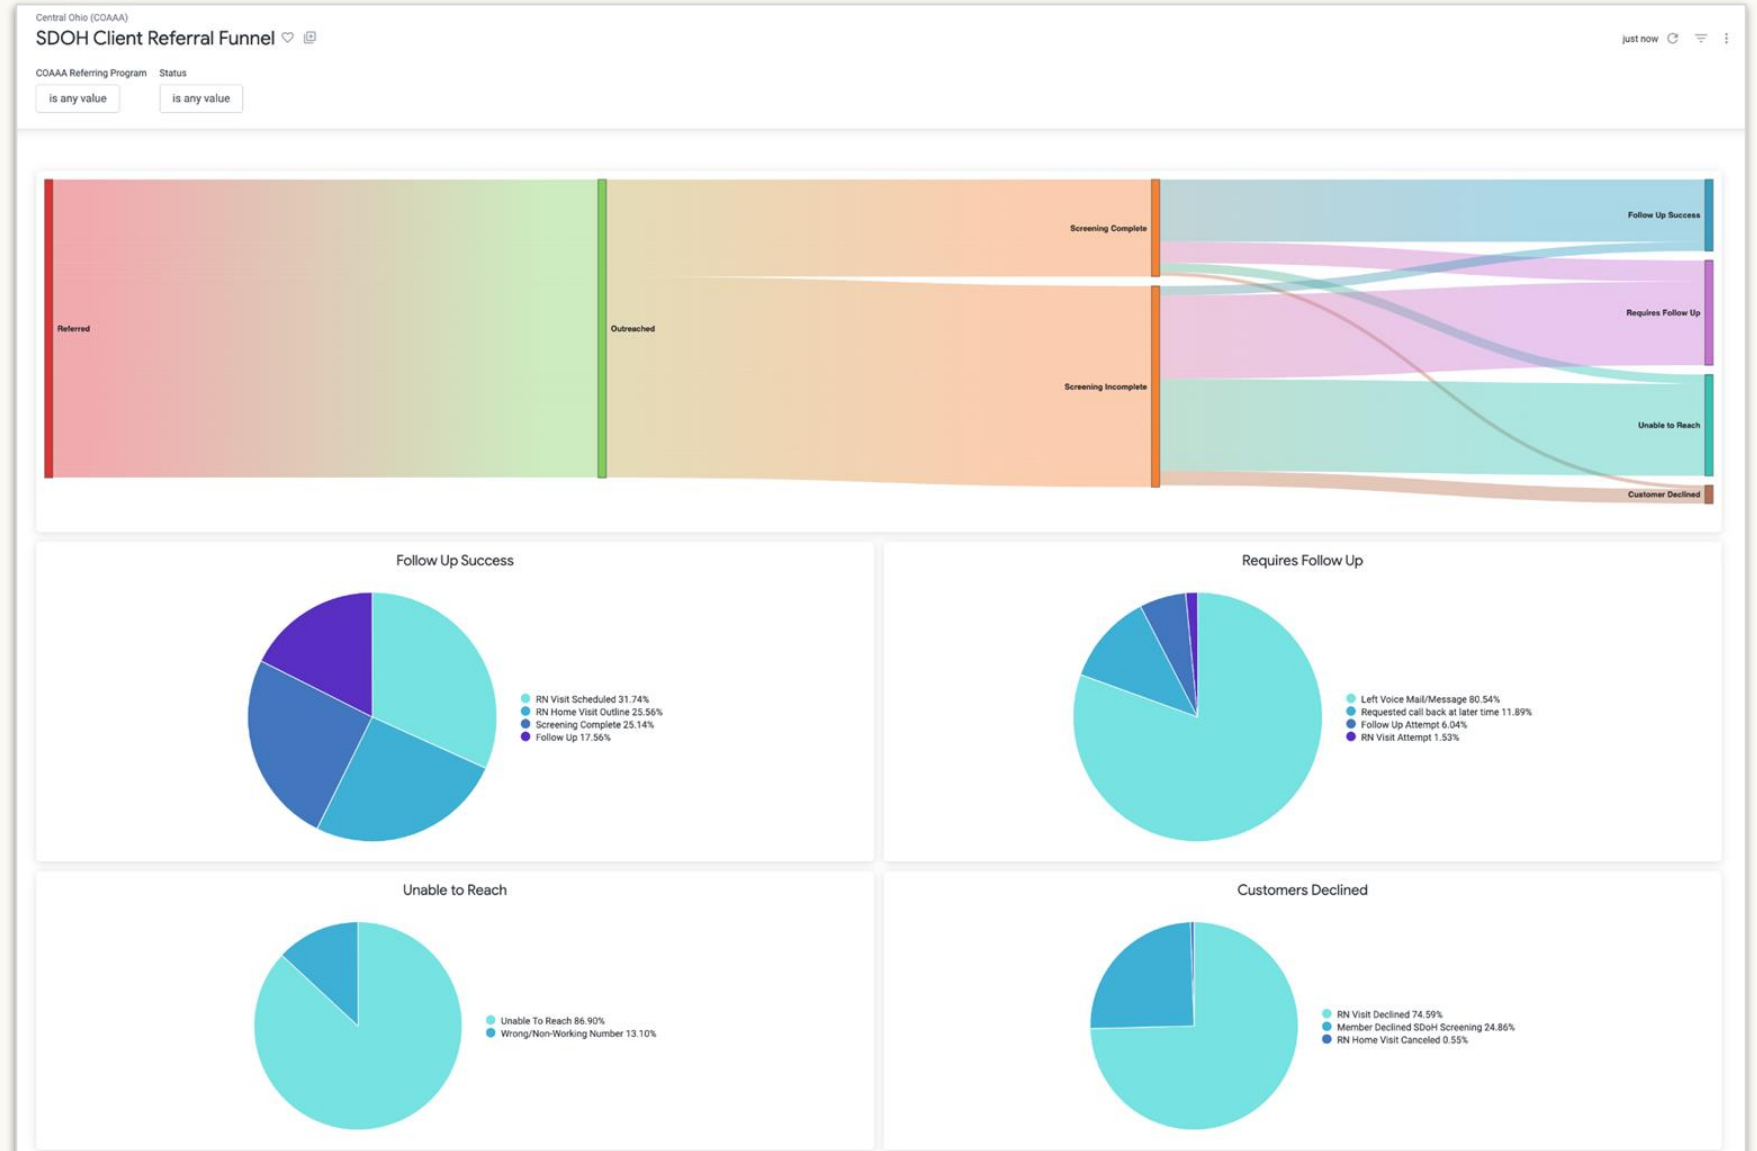 Central Ohio (COAAA)
SDOH Client Referral Funnel
just now
COAAA Referring Program Status
is any value is any value
Referred
Outreached
Screening Complete
Screening Incomplete
Follow Up Success
Requires Follow Up
Unable to Reach
Customer Declined
Follow Up Success
RN Visit Scheduled 31.74%
RN Home Visit Outline 25.56%
Screening Complete 25.14%
Follow Up 17.56%
Requires Follow Up
Left Voice Mail/Message 80.54%
Requested call back at later time 11.89%
Follow Up Attempt 6.04%
RN Visit Attempt 1.53%
Unable to Reach
Unable To Reach 86.90%
Wrong/Non-Working Number 13.10%
Customers Declined
RN Visit Declined 74.59%
Member Declined SDoH Screening 24.86%
RN Home Visit Canceled 0.55%